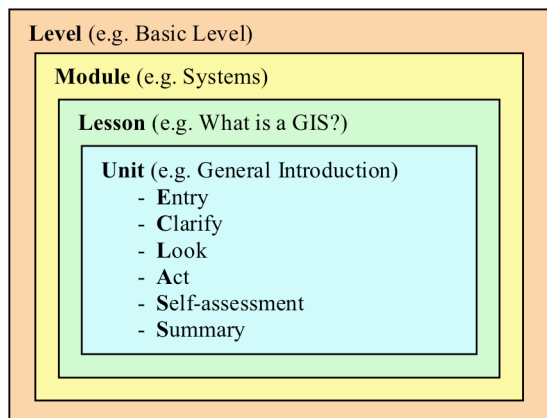 Level (e.g. Basic Level)
Module (e.g. Systems)
Lesson (e.g. What is a GIS?)
Unit (e.g. General Introduction)
- Entry
- Clarify
- Look
- Act
- Self-assessment
- Summary